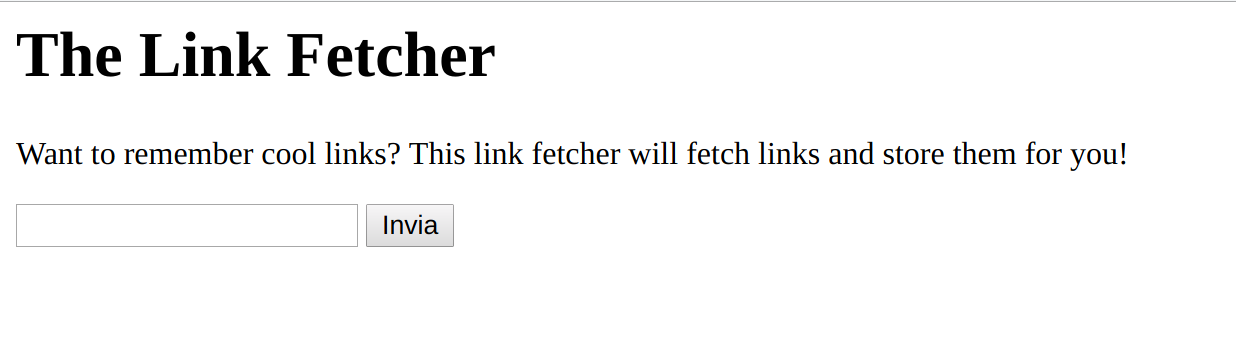 The Link Fetcher
Want to remember cool links? This link fetcher will fetch links and store them for you!
Invia